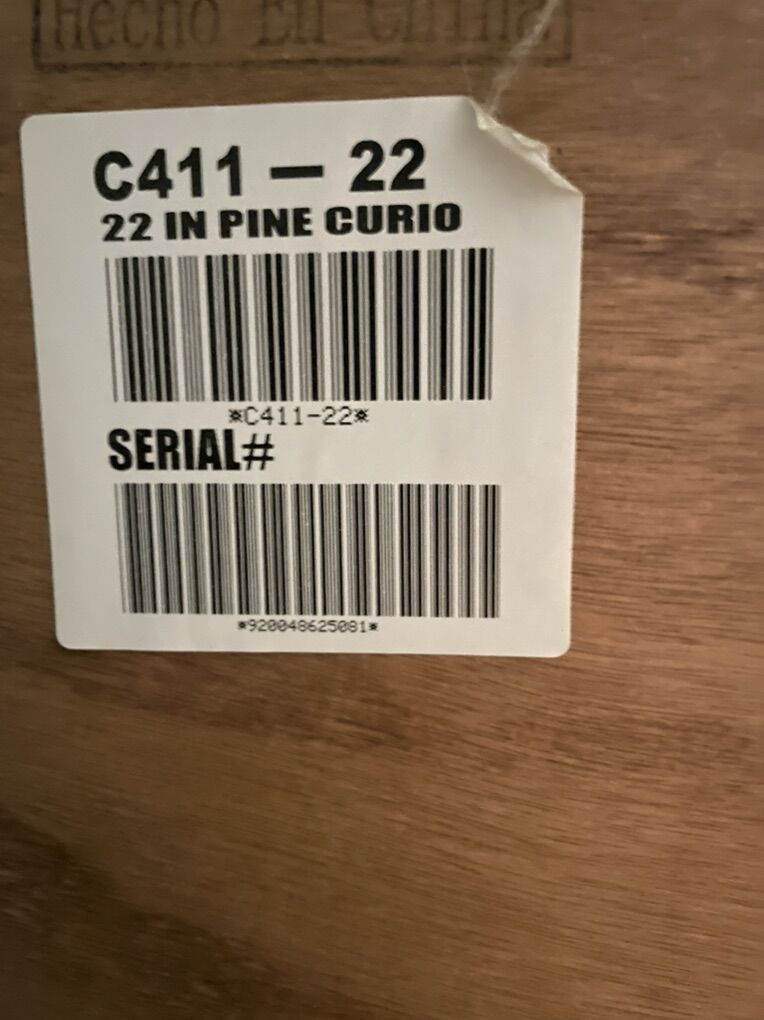 Hecho En China
C411 – 22
22 IN PINE CURIO
*C411-22*
SERIAL#
*920048625081*